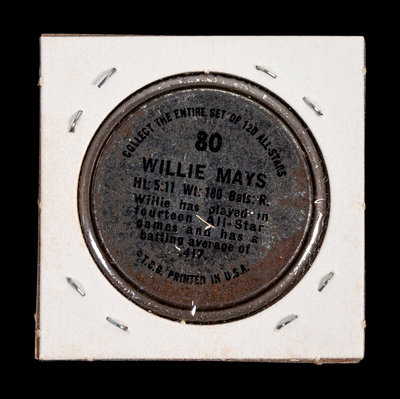 COLLECT THE ENTIRE SET OF 120 ALL-STARS
80
WILLIE MAYS
Ht: 5:11 Wt: 180 Bats: R.
Willie has played in
fourteen All-Star
games and has a
batting average of
.417.
©T.C.G. PRINTED IN U.S.A.